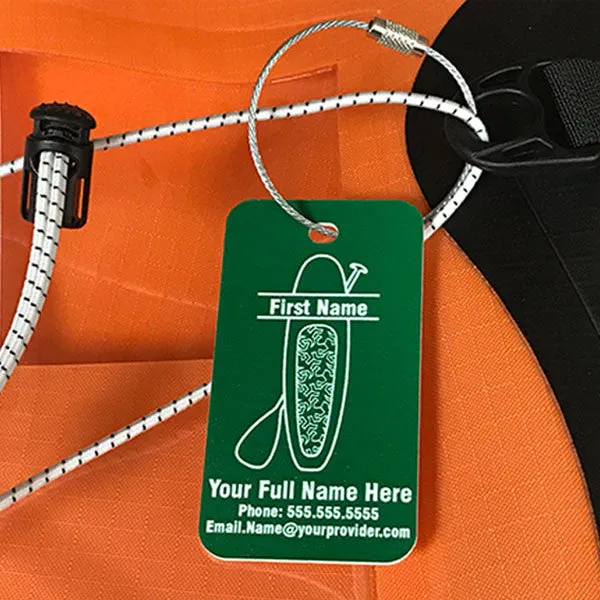 First Name
Your Full Name Here
Phone: 555.555.5555
Email.Name@yourprovider.com